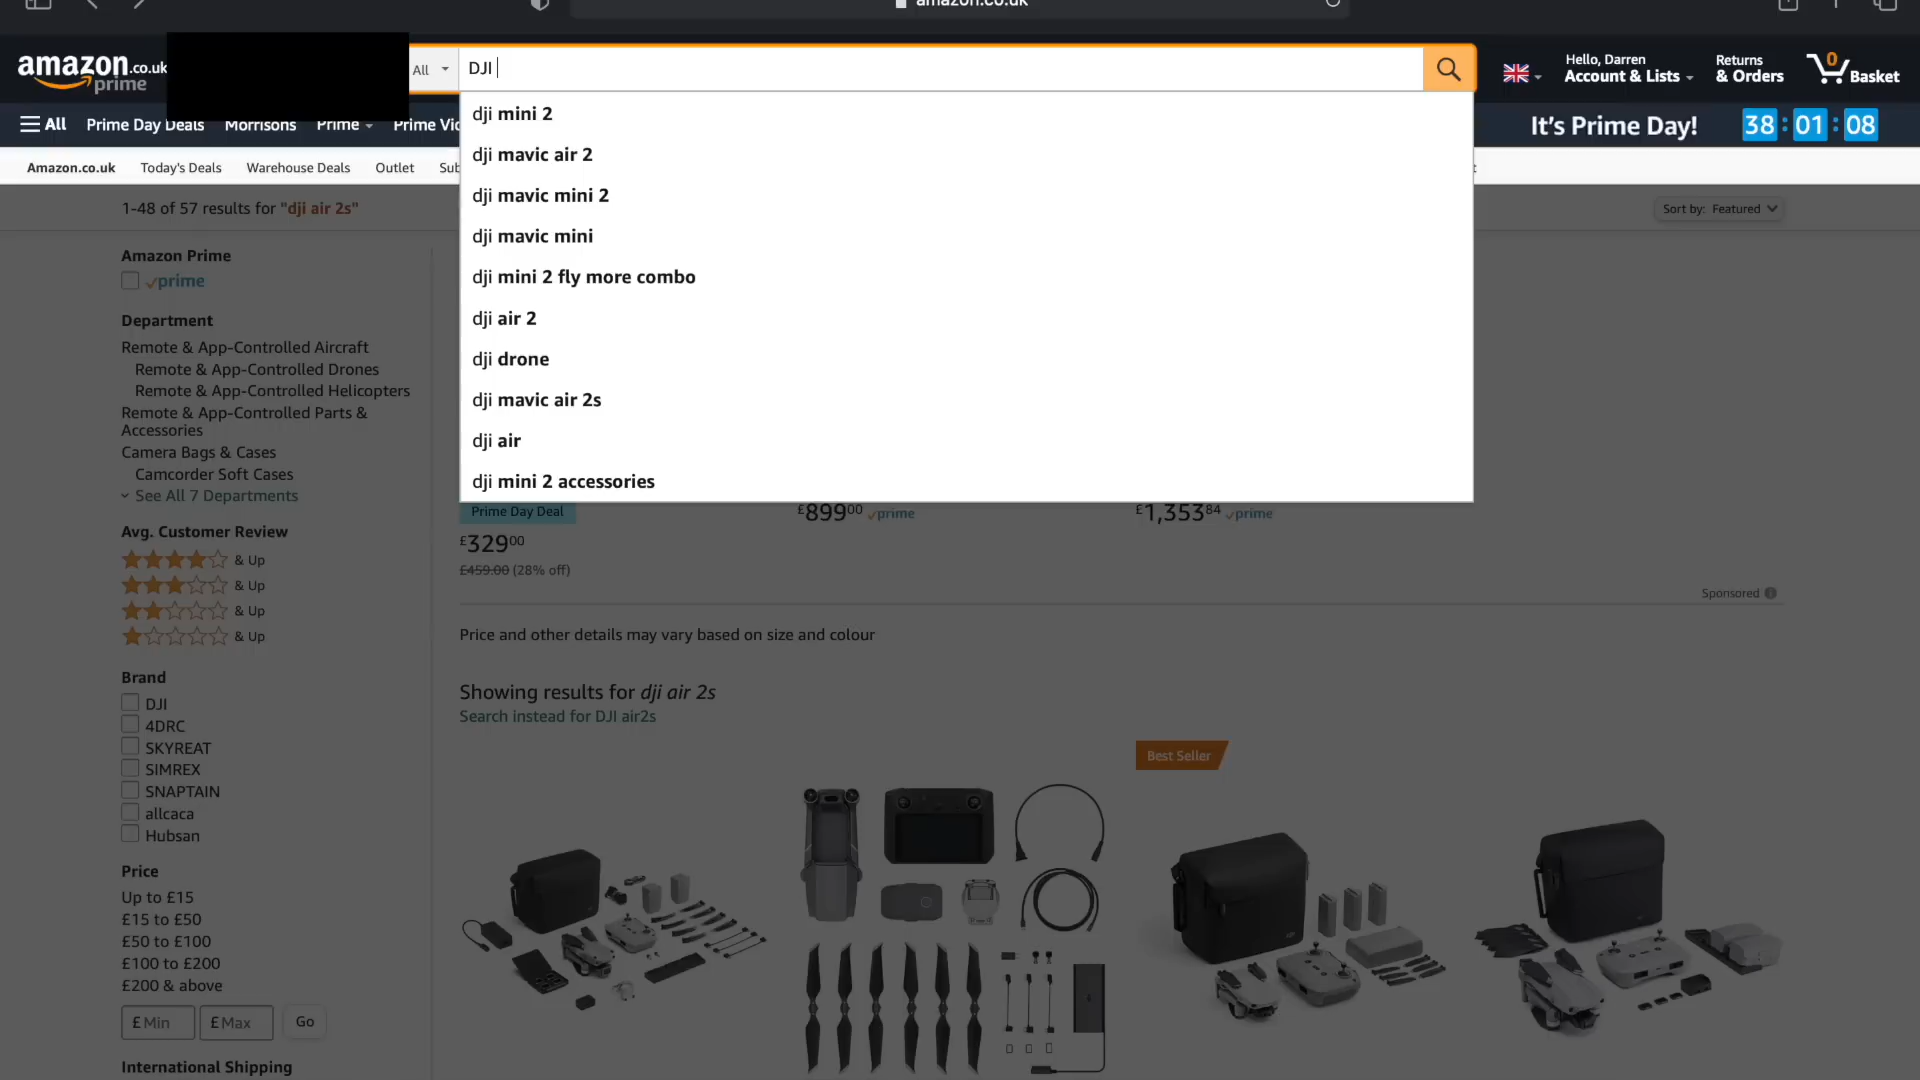 amazon.co.uk
amazon.co.uk
prime
All
DJI
Hello, Darren
Account & Lists
Returns
& Orders
0
Basket
All
Prime Day Deals
Morrisons
Prime
It's Prime Day!
38 : 01 : 08
Amazon.co.uk
Today's Deals
Warehouse Deals
Outlet
dji mini 2
dji mavic air 2
dji mavic mini 2
dji mavic mini
dji mini 2 fly more combo
dji air 2
dji drone
dji mavic air 2s
dji air
dji mini 2 accessories
1-48 of 57 results for "dji air 2s"
Sort by: Featured
Amazon Prime
prime
Department
Remote & App-Controlled Aircraft
Remote & App-Controlled Drones
Remote & App-Controlled Helicopters
Remote & App-Controlled Parts &
Accessories
Camera Bags & Cases
Camcorder Soft Cases
See All 7 Departments
Avg. Customer Review
& Up
& Up
& Up
& Up
Brand
DJI
4DRC
SKYREAT
SIMREX
SNAPTAIN
allcaca
Hubsan
Price
Up to £15
£15 to £50
£50 to £100
£100 to £200
£200 & above
£ Min
£ Max
Go
International Shipping
Prime Day Deal
£32900
£459.00 (28% off)
£89900 prime
£1,35384 prime
Sponsored
Price and other details may vary based on size and colour
Showing results for dji air 2s
Search instead for DJI air2s
Best Seller